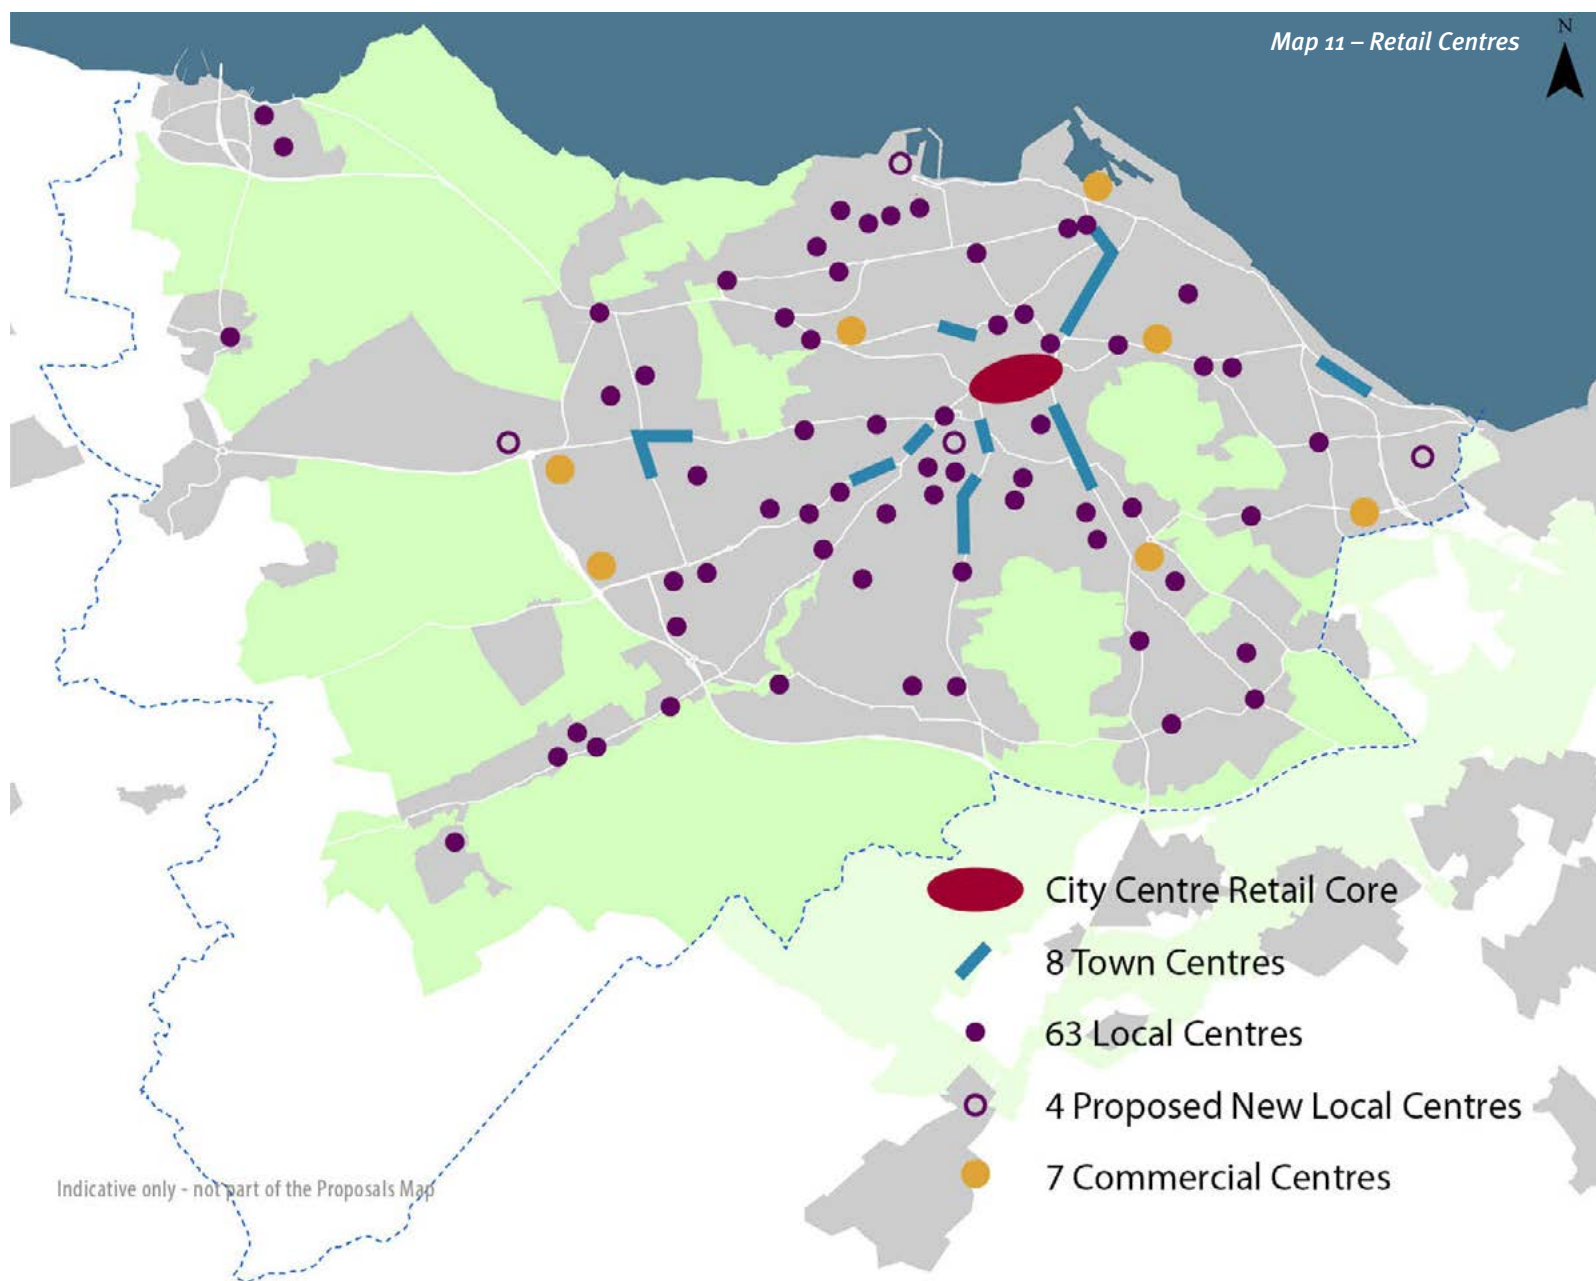 Map 11 – Retail Centres
N
City Centre Retail Core
8 Town Centres
63 Local Centres
4 Proposed New Local Centres
7 Commercial Centres
Indicative only - not part of the Proposals Map